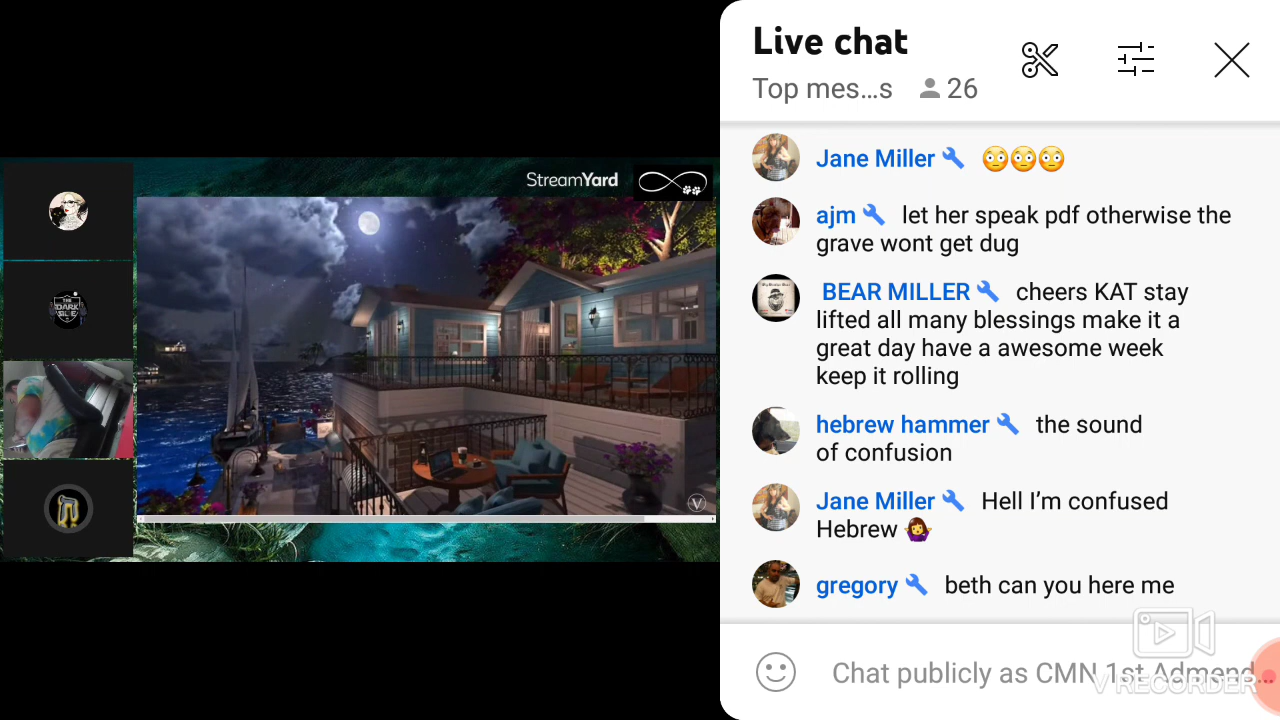 Live chat
Top mes...s 26
StreamYard
THE
DARK
Jane Miller 😳😳😳
ajm let her speak pdf otherwise the
grave wont get dug
BEAR MILLER cheers KAT stay
lifted all many blessings make it a
great day have a awesome week
keep it rolling
hebrew hammer the sound
of confusion
Jane Miller Hell I’m confused
Hebrew 🤷‍♀️
gregory beth can you here me
V
Chat publicly as CMN 1st Admend...
V RECORDER